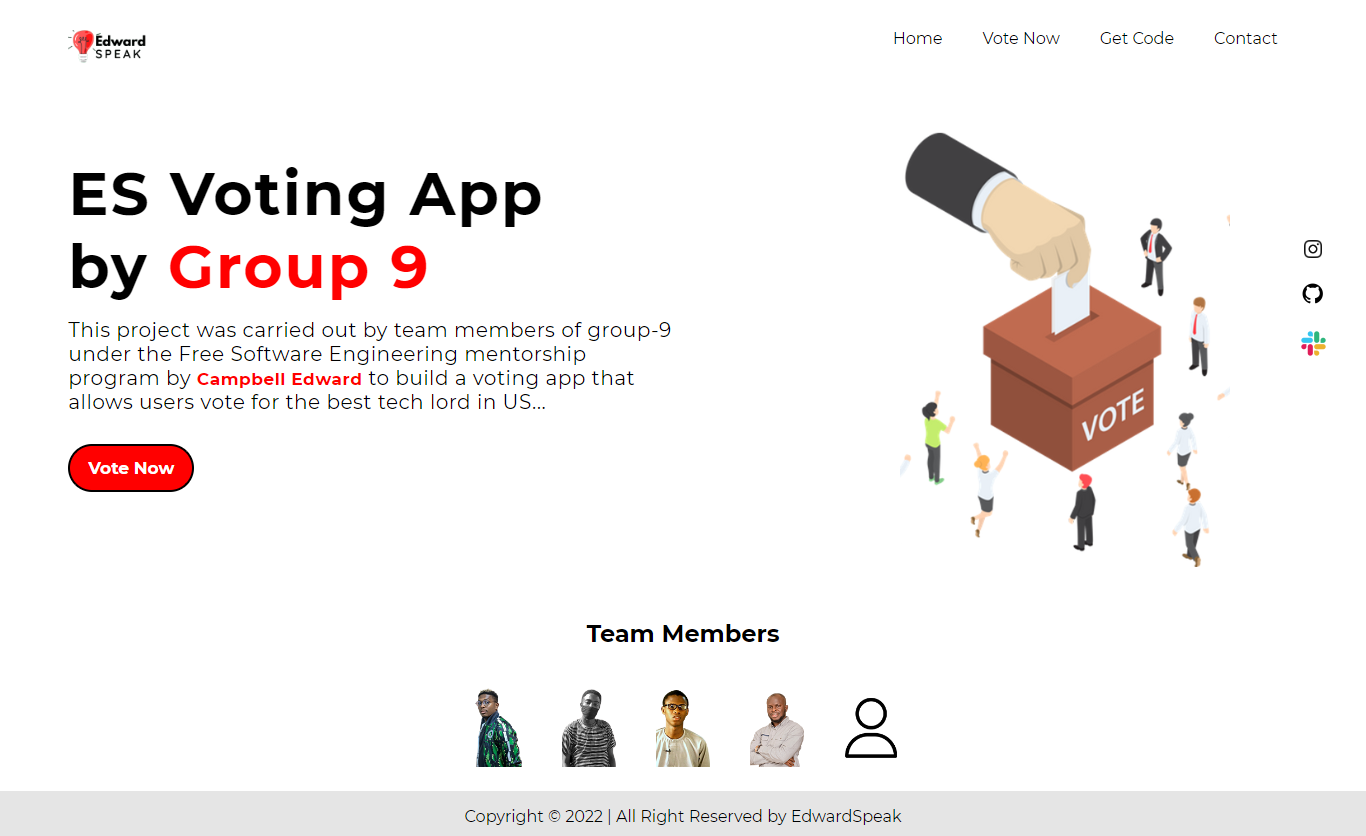 Edward
SPEAK
Home
Vote Now
Get Code
Contact
ES Voting App
by Group 9
This project was carried out by team members of group-9
under the Free Software Engineering mentorship
program by Campbell Edward to build a voting app that
allows users vote for the best tech lord in US...
Vote Now
VOTE
Team Members
Copyright © 2022 | All Right Reserved by EdwardSpeak